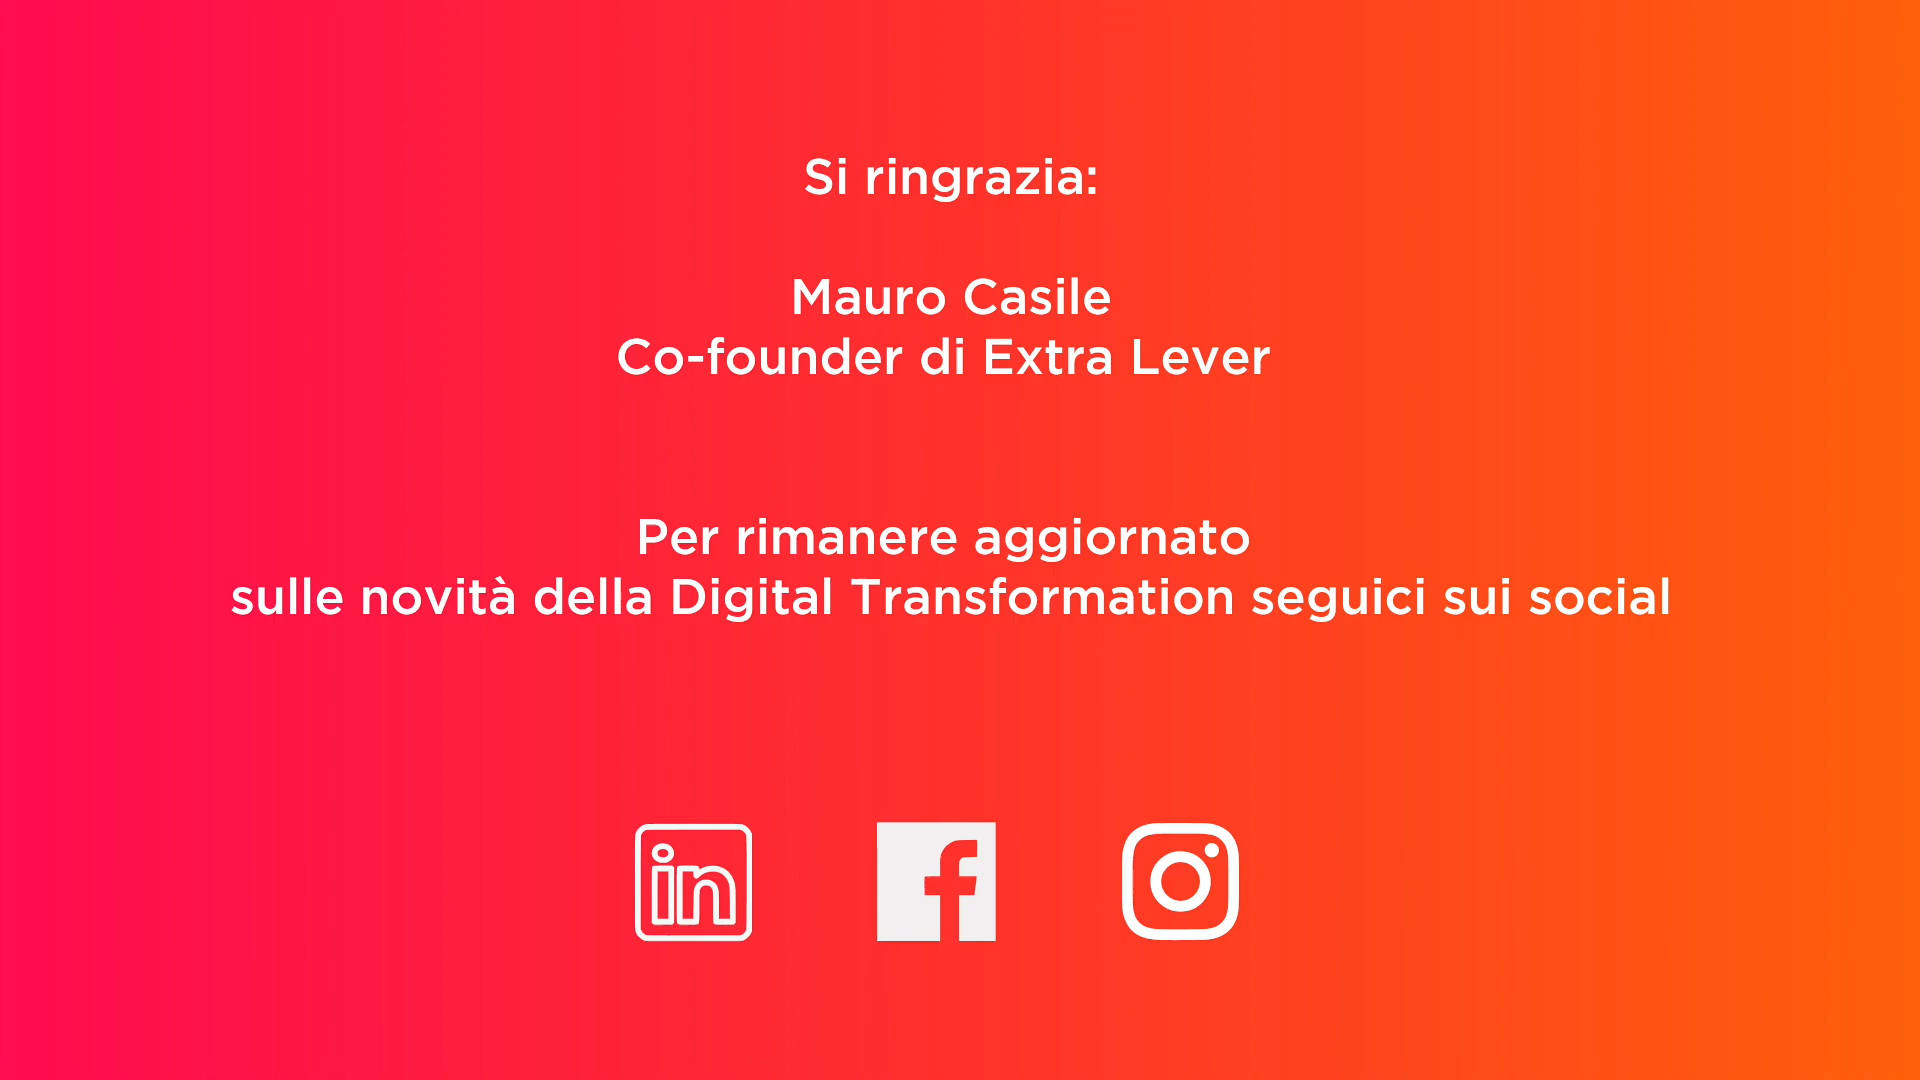 Si ringrazia:
Mauro Casile
Co-founder di Extra Lever
Per rimanere aggiornato
sulle novità della Digital Transformation seguici sui social
in
f